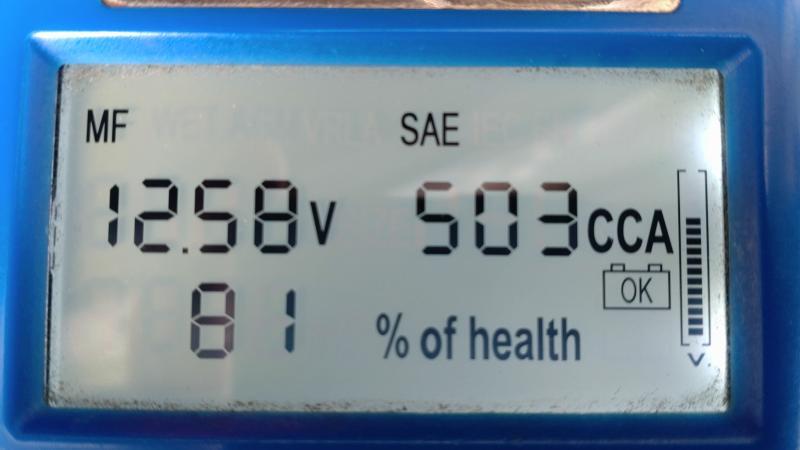 MF SAE
12.58V 503CCA
OK
81 % of health
V